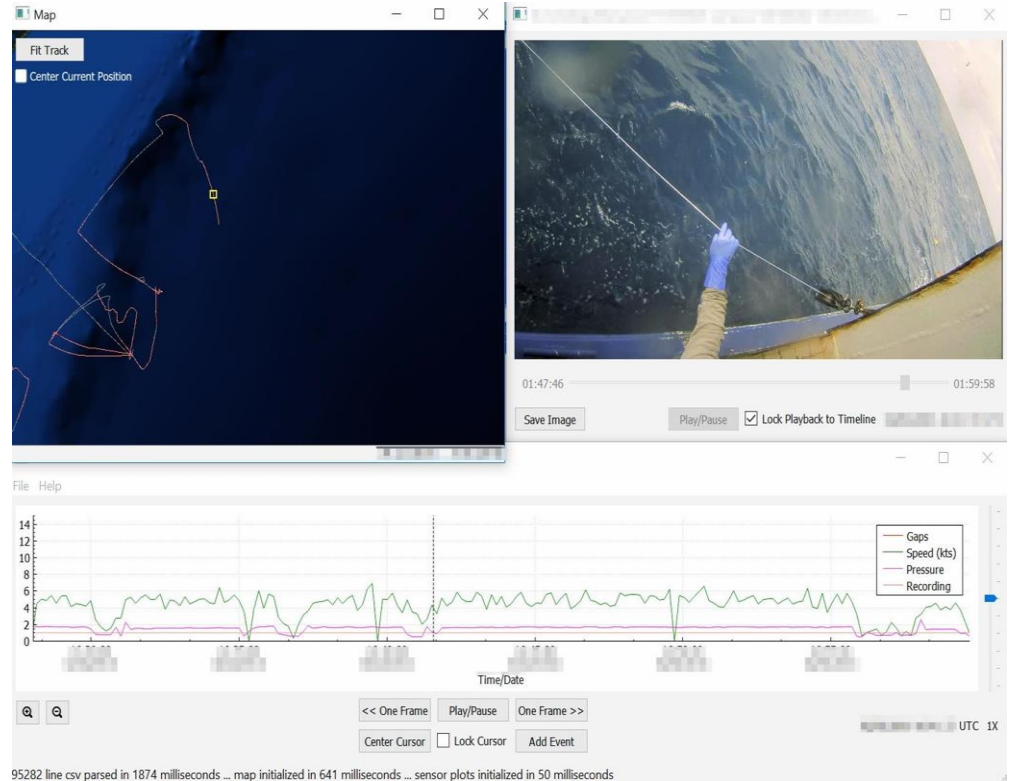 Map
Fit Track
Center Current Position
01:47:46
01:59:58
Save Image
Play/Pause
Lock Playback to Timeline
File Help
14
12
10
8
6
4
2
0
Gaps
Speed (kts)
Pressure
Recording
Time/Date
<< One Frame
Play/Pause
One Frame >>
Center Cursor
Lock Cursor
Add Event
UTC 1X
95282 line csv parsed in 1874 milliseconds ... map initialized in 641 milliseconds ... sensor plots initialized in 50 milliseconds